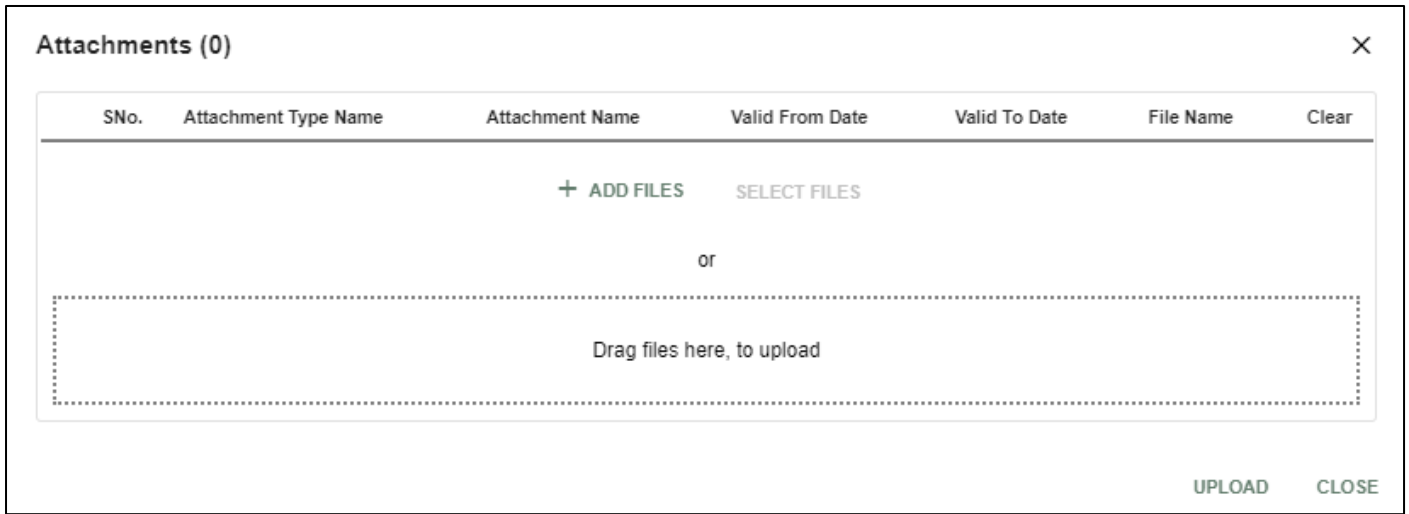 Attachments (0)
SNo. Attachment Type Name Attachment Name Valid From Date Valid To Date File Name Clear
+ ADD FILES SELECT FILES
or
Drag files here, to upload
UPLOAD CLOSE